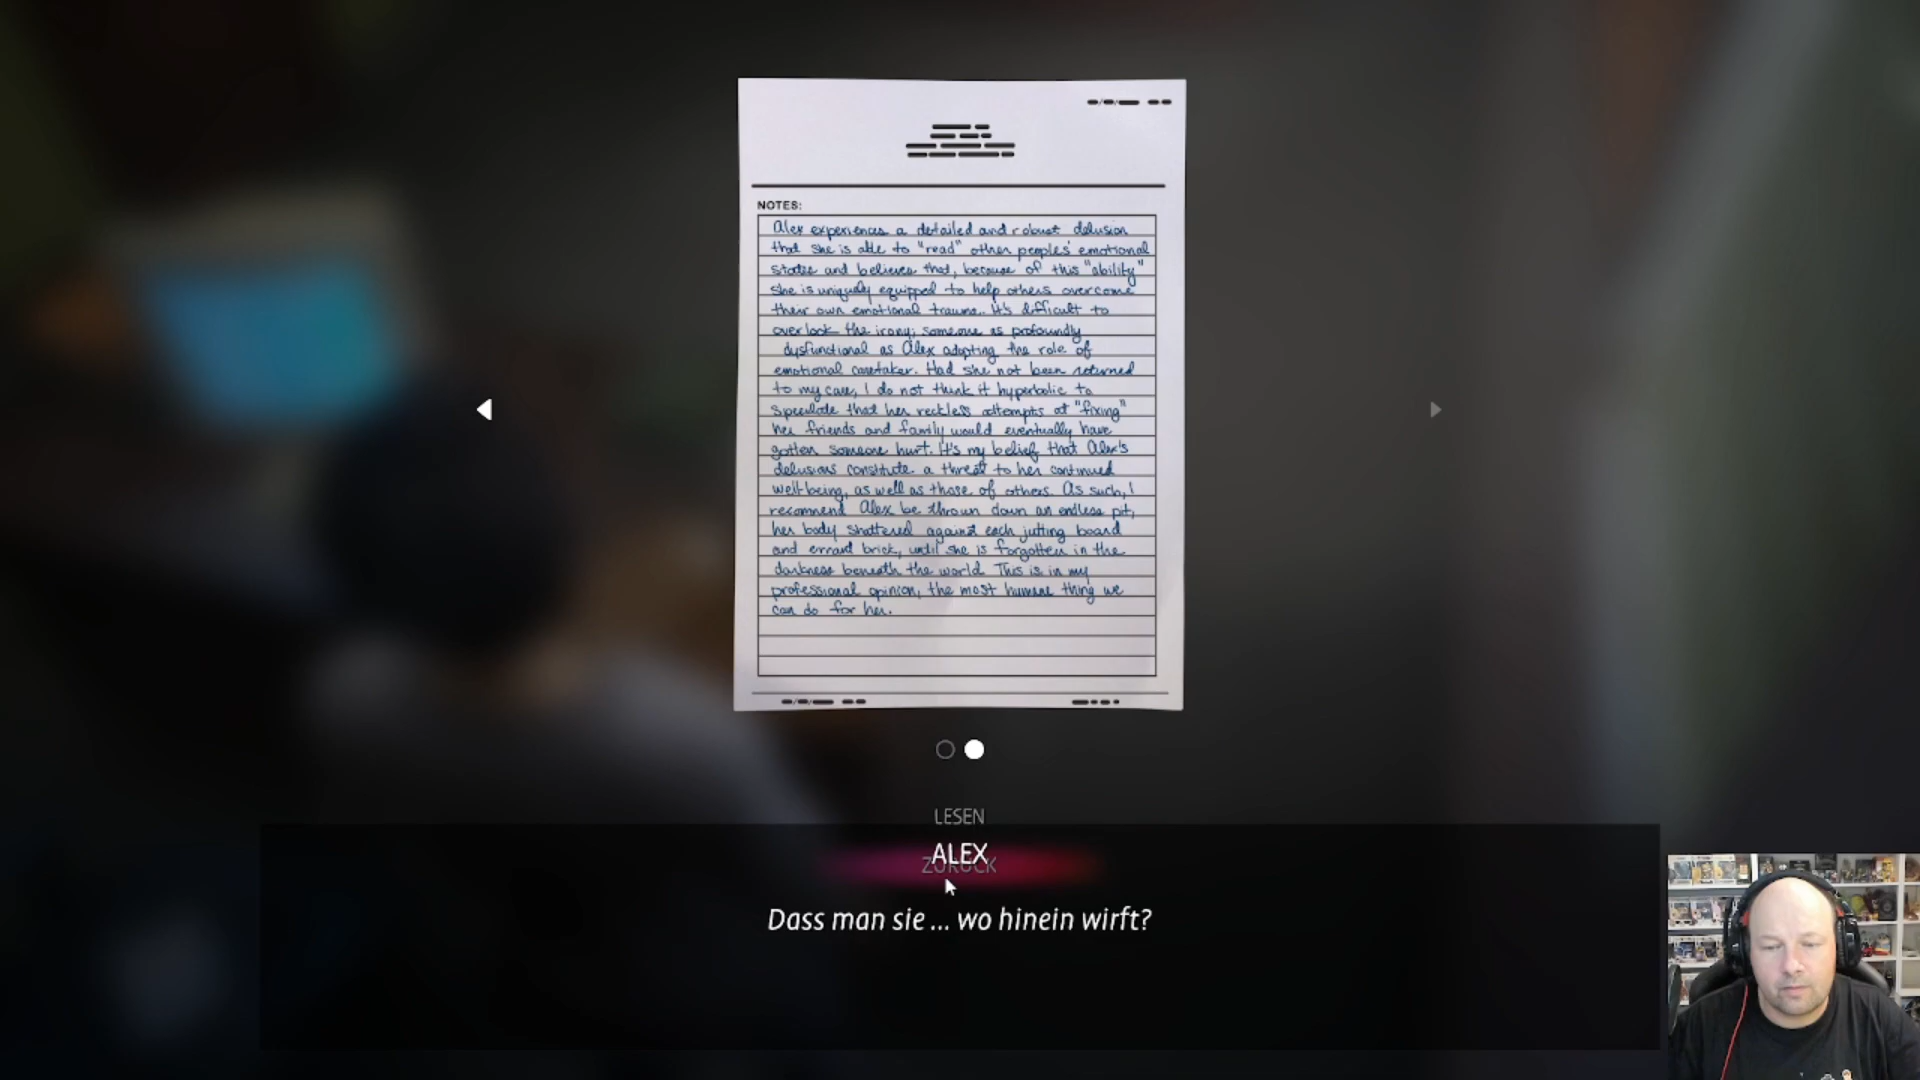 NOTES:
Alex experiences a detailed and robust delusion
that she is able to "read" other peoples' emotional
states and believes that, because of this "ability"
she is uniquely equipped to help others overcome
their own emotional trauma. It's difficult to
overlook the irony; someone as profoundly
dysfunctional as Alex adopting the role of
emotional caretaker. Had she not been returned
to my care, I do not think it hyperbolic to
speculate that her reckless attempts at "fixing"
her friends and family would eventually have
gotten someone hurt. It's my belief that Alex's
delusions constitute a threat to her continued
well being, as well as those of others. As such, I
recommend Alex be thrown down an endless pit,
her body shattered against each jutting board
and errant brick, until she is forgotten in the
darkness beneath the world. This is in my
professional opinion, the most humane thing we
can do for her.
LESEN
ALEX
ZURÜCK
Dass man sie ... wo hinein wirft?